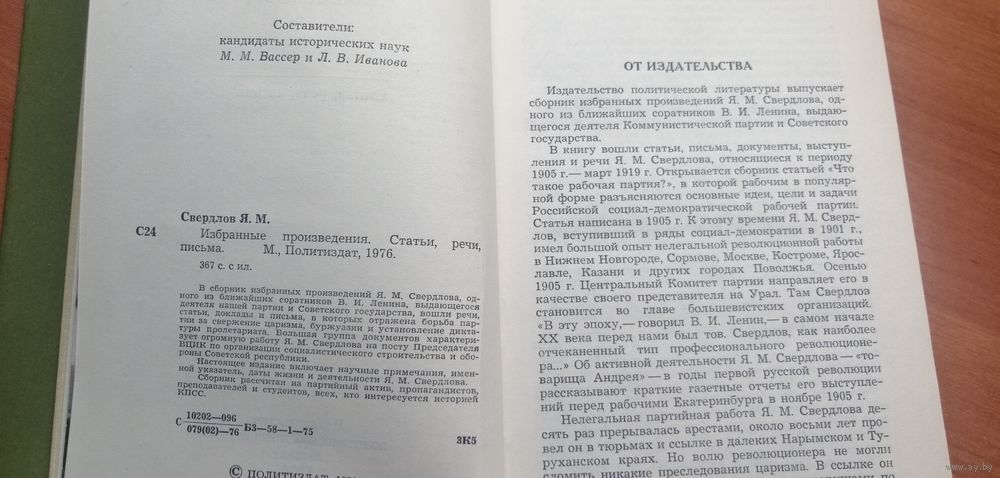 Составители:
кандидаты исторических наук
М. М. Вассер и Л. В. Иванова
Свердлов Я. М.
С24
Избранные произведения. Статьи, речи,
письма. М., Политиздат, 1976.
367 с. с ил.
В сборник избранных произведений Я. М. Свердлова, од-
ного из ближайших соратников В. И. Ленина, выдающегося
деятеля нашей партии и Советского государства, вошли речи,
статьи, доклады и письма, в которых отражена борьба пар-
тии за свержение царизма, буржуазии и установление дикта-
туры пролетариата. Большая группа документов характери-
зует огромную работу Я. М. Свердлова на посту Председателя
ВЦИК по организации социалистического строительства и обо-
роны Советской республики.
Настоящее издание включает научные примечания, имен-
ной указатель, даты жизни и деятельности Я. М. Свердлова.
Сборник рассчитан на партийный актив, пропагандистов,
преподавателей и студентов, всех, кто интересуется историей
КПСС.
С 10202—096
079(02)—76 БЗ—58—1—75
3К5
© ПОЛИТИЗДАТ
ОТ ИЗДАТЕЛЬСТВА
Издательство политической литературы выпускает
сборник избранных произведений Я. М. Свердлова, од-
ного из ближайших соратников В. И. Ленина, выдаю-
щегося деятеля Коммунистической партии и Советского
государства.
В книгу вошли статьи, письма, документы, выступ-
ления и речи Я. М. Свердлова, относящиеся к периоду
1905 г.— март 1919 г. Открывается сборник статьей «Что
такое рабочая партия?», в которой рабочим в популяр-
ной форме разъясняются основные идеи, цели и задачи
Российской социал-демократической рабочей партии.
Статья написана в 1905 г. К этому времени Я. М. Сверд-
лов, вступивший в ряды социал-демократии в 1901 г.,
имел большой опыт нелегальной революционной работы
в Нижнем Новгороде, Сормове, Москве, Костроме, Ярос-
лавле, Казани и других городах Поволжья. Осенью
1905 г. Центральный Комитет партии направляет его в
качестве своего представителя на Урал. Там Свердлов
становится во главе большевистских организаций.
«В эту эпоху,— говорил В. И. Ленин,— в самом начале
XX века перед нами был тов. Свердлов, как наиболее
отчеканенный тип профессионального революционе-
ра...» Об активной деятельности Я. М. Свердлова — «то-
варища Андрея» — в годы первой русской революции
рассказывают краткие газетные отчеты его выступле-
ний перед рабочими Екатеринбурга в ноябре 1905 г.
Нелегальная партийная работа Я. М. Свердлова де-
сять раз прерывалась арестами, около восьми лет про-
вел он в тюрьмах и ссылке в далеких Нарымском и Ту-
руханском краях. Но волю революционера не могли
сломить никакие преследования царизма. В ссылке он
www.ay.by